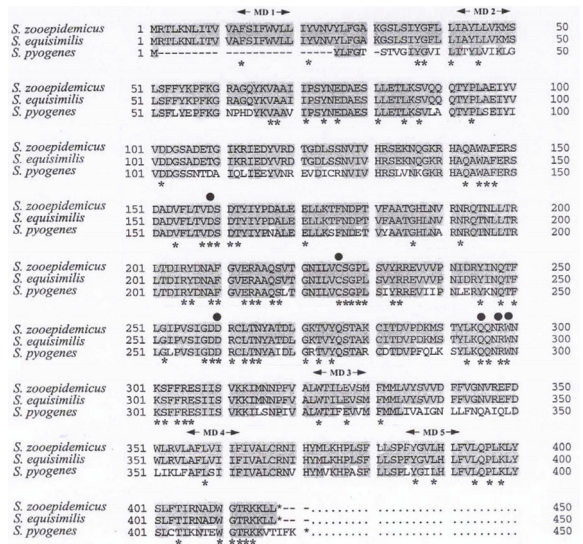 ◄─ MD 1 ─► ◄─ MD 2 ─►
S. zooepidemicus 1 MRTLKNLITV VAFSIFWVLL IYVNVYLFGA KGSLSIYGFL LIAYLLVKMS 50
S. equisimilis 1 MRTLKNLITV VAFSIFWVLL IYVNVYLFGA KGSLSIYGFL LIAYLLVKMS 50
S. pyogenes 1 YLFGT STVGIYGVI LITYLVIKLG 50
S. zooepidemicus 51 LSFFYKPFKG RAGQYKVAAI IPSYNEDAES LLETLKSVQQ QTYPLAEIYV 100
S. equisimilis 51 LSFFYKPFKG RAGQYKVAAI IPSYNEDAES LLETLKSVQQ QTYPLAEIYV 100
S. pyogenes 51 LSFLYEPFKG NPHDYKVAAV IPSYNEDAES LLETLKSVLA QTYPLSEIYI 100
S. zooepidemicus 101 VDDGSADETG IKRIEDYVRD TGDLSSNVIV HRSEKNQGKR HAQAWAFERS 150
S. equisimilis 101 VDDGSADETG IKRIEDYVRD TGDLSSNVIV HRSEKNQGKR HAQAWAFERS 150
S. pyogenes 101 VDDGSSNTDA IQLIEEYVNR EVDICRNVIV HRSLVNKGKR HAQAWAFERS 150
S. zooepidemicus 151 DADVFLTVDS DTYIYPDALE ELLKTFNDPT VFAATGHLNV RNRQTNLLTR 200
S. equisimilis 151 DADVFLTVDS DTYIYPDALE ELLKTFNDPT VFAATGHLNV RNRQTNLLTR 200
S. pyogenes 151 DADVFLTVDS DTYIYPNALE ELLKSFNDET VYAATGHLNA RNRQTNLLTR 200
S. zooepidemicus 201 LTDIRYDNAF GVERAAQSVT GNILVCSGPL SVYRREVVVP NIDRYINQTF 250
S. equisimilis 201 LTDIRYDNAF GVERAAQSVT GNILVCSGPL SVYRREVVVP NIDRYINQTF 250
S. pyogenes 201 LTDIRYDNAF GVERAAQSLT GNILVCSGPL SIYRREVIIP NLERYKNQTF 250
S. zooepidemicus 251 LGIPVSIGDD RCLTNYATDL GKTVYQSTAK CITDVPDKMS TYLKQQNRWN 300
S. equisimilis 251 LGIPVSIGDD RCLTNYATDL GKTVYQSTAK CITDVPDKMS TYLKQQNRWN 300
S. pyogenes 251 LGLPVSIGDD RCLTNYAIDL GRTVYQSTAR CDTDVPFQLK SYLKQQNRWN 300
◄─ MD 3 ─►
S. zooepidemicus 301 KSFFRESIIS VKKIMNNPFV ALWTILEVSM FMMLVYSVVD FFVGNVREFD 350
S. equisimilis 301 KSFFRESIIS VKKIMNNPFV ALWTILEVSM FMMLVYSVVD FFVGNVREFD 350
S. pyogenes 301 KSFFRESIIS VKKILSNPIV ALWTIFEVVM FMMLIVAIGN LLFNQAIQLD 350
◄─ MD 4 ─► ◄─ MD 5 ─►
S. zooepidemicus 351 WLRVLAFLVI IFIVALCRNI HYMLKHPLSF LLSPFYGVLH LFVLQPLKLY 400
S. equisimilis 351 WLRVLAFLVI IFIVALCRNI HYMLKHPLSF LLSPFYGVLH LFVLQPLKLY 400
S. pyogenes 351 LIKLFAFLSI IFIVALCRNV HYMVKHPASF LLSPLYGILH LFVLQPLKLY 400
S. zooepidemicus 401 SLFTIRNADW GTRKKLL*--.......... 450
S. equisimilis 401 SLFTIRNADW GTRKKLL*--.......... 450
S. pyogenes 401 SLCTIKNTEW GTRKKVTIFK *.......... 450